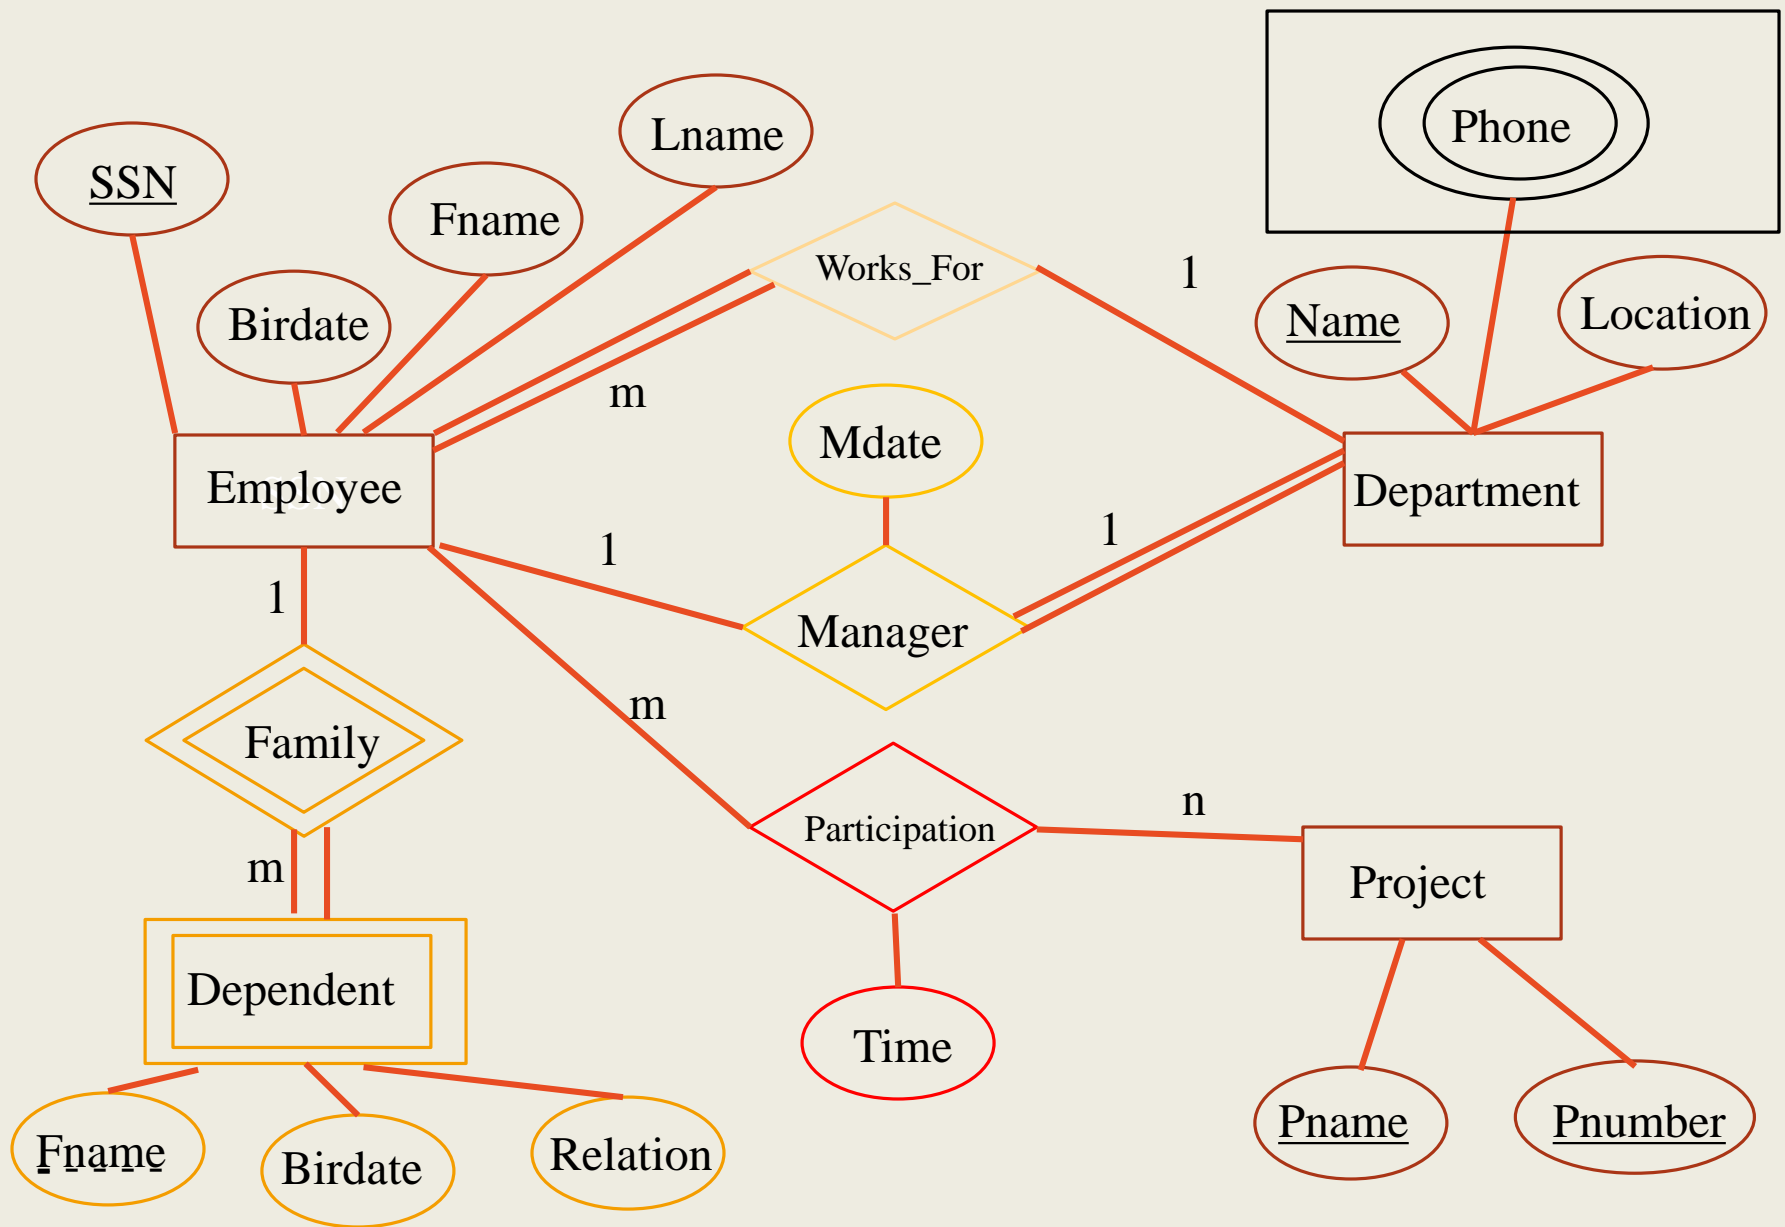 Phone
Lname
SSN
Fname
Works_For
1
Name
Location
Birdate
m
Mdate
Employee
Department
1
1
1
Manager
m
Family
n
Participation
m
Project
Dependent
Time
Pname
Pnumber
Fname
Birdate
Relation